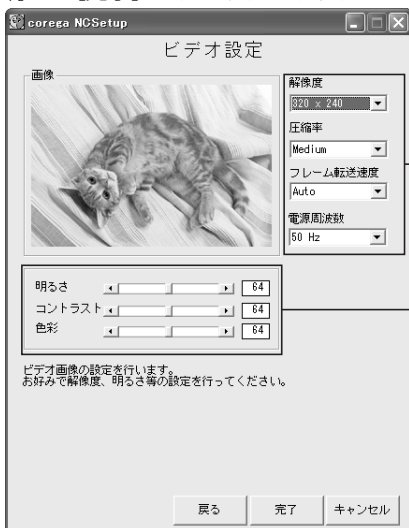 corega NCSetup
ビデオ設定
画像
解像度
320 x 240
圧縮率
Medium
フレーム転送速度
Auto
電源周波数
50 Hz
明るさ 64
コントラスト 64
色彩 64
ビデオ画像の設定を行います。
お好みで解像度、明るさ等の設定を行ってください。
戻る 完了 キャンセル